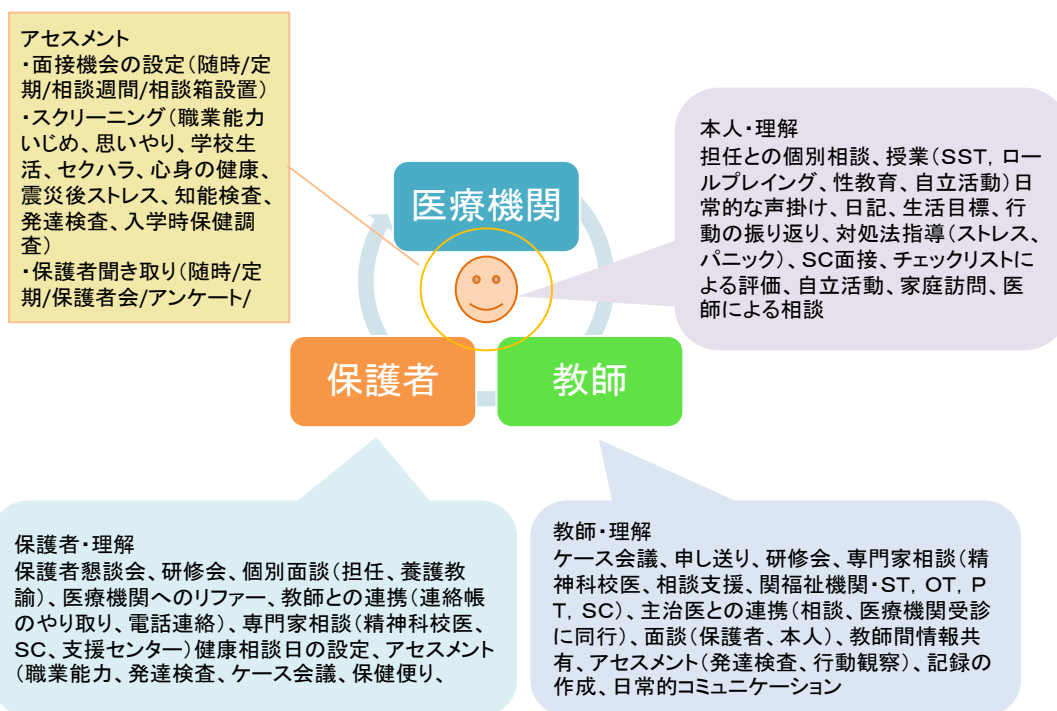 アセスメント
・面接機会の設定(随時/定
期/相談週間/相談箱設置)
・スクリーニング(職業能力
いじめ、思いやり、学校生
活、セクハラ、心身の健康、
震災後ストレス、知能検査、
発達検査、入学時保健調
査)
・保護者聞き取り(随時/定
期/保護者会/アンケート/
医療機関
本人・理解
担任との個別相談、授業(SST, ロー
ルプレイング、性教育、自立活動)日
常的な声掛け、日記、生活目標、行
動の振り返り、対処法指導(ストレス、
パニック)、SC面接、チェックリストに
よる評価、自立活動、家庭訪問、医
師による相談
保護者
教師
保護者・理解
保護者懇談会、研修会、個別面談(担任、養護教
諭)、医療機関へのリファー、教師との連携(連絡帳
のやり取り、電話連絡)、専門家相談(精神科校医、
SC、支援センター)健康相談日の設定、アセスメント
(職業能力、発達検査、ケース会議、保健便り、
教師・理解
ケース会議、申し送り、研修会、専門家相談(精
神科校医、相談支援、関福祉機関・ST, OT, P
T, SC)、主治医との連携(相談、医療機関受診
に同行)、面談(保護者、本人)、教師間情報共
有、アセスメント(発達検査、行動観察)、記録の
作成、日常的コミュニケーション